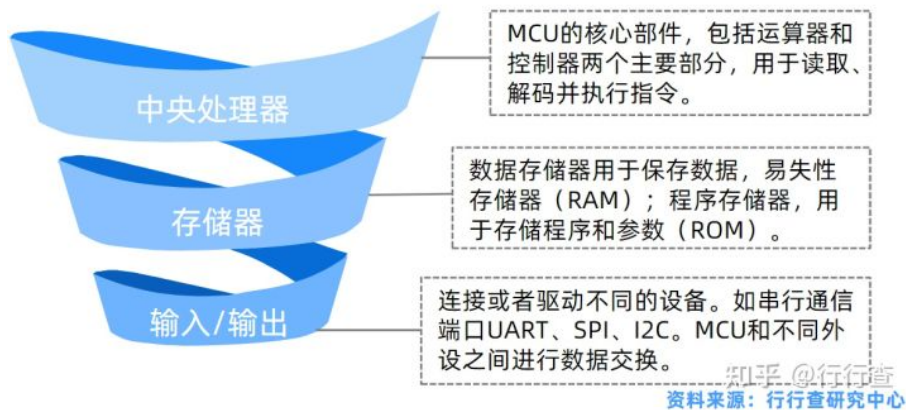 中央处理器
MCU的核心部件，包括运算器和
控制器两个主要部分，用于读取、
解码并执行指令。
存储器
数据存储器用于保存数据，易失性
存储器（RAM）；程序存储器，用
于存储程序和参数（ROM）。
输入/输出
连接或者驱动不同的设备。如串行通信
端口UART、SPI、I2C。MCU和不同外
设之间进行数据交换。
知乎 @行行查
资料来源：行行查研究中心